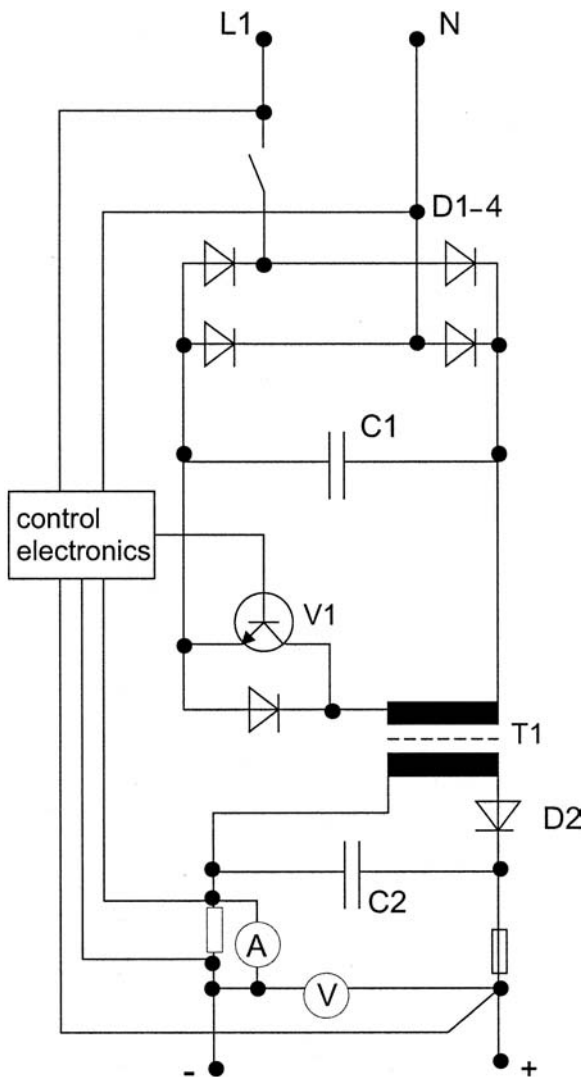 L1
N
D1-4
C1
control
electronics
V1
T1
D2
C2
A
V
-
+